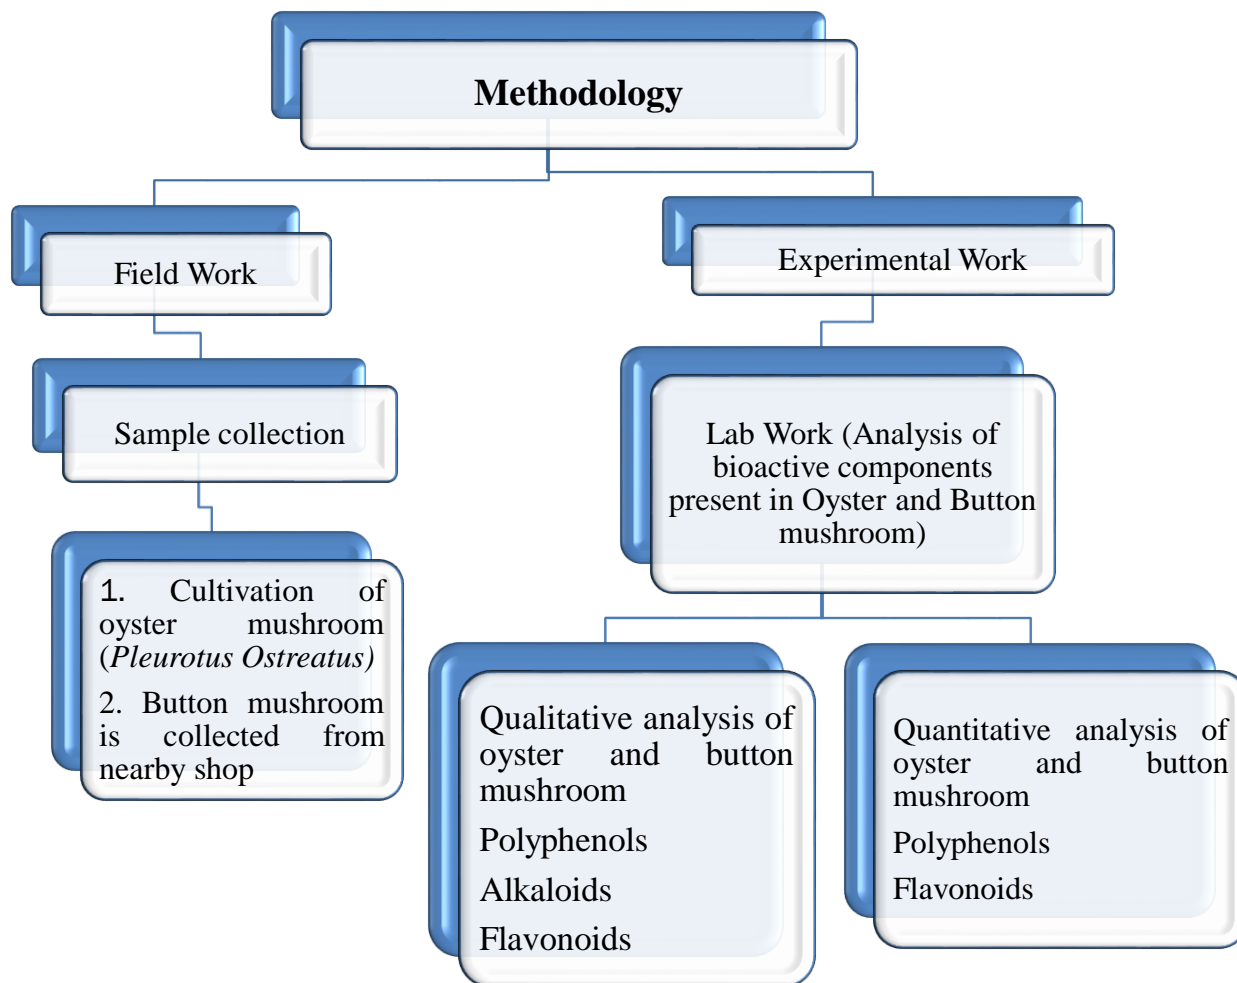 Methodology
Field Work
Experimental Work
Sample collection
Lab Work (Analysis of
bioactive components
present in Oyster and Button
mushroom)
1. Cultivation of
oyster mushroom
(Pleurotus Ostreatus)
2. Button mushroom
is collected from
nearby shop
Qualitative analysis of
oyster and button
mushroom
Polyphenols
Alkaloids
Flavonoids
Quantitative analysis of
oyster and button
mushroom
Polyphenols
Flavonoids